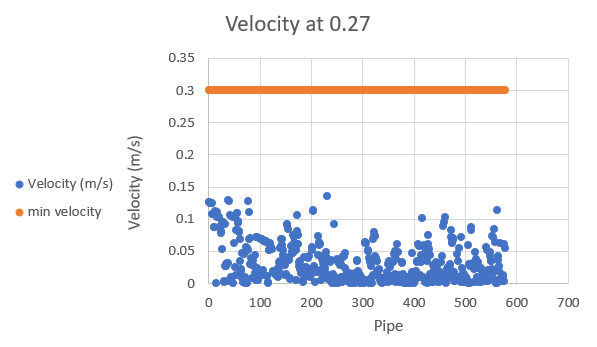 Velocity at 0.27
0.35
0.3
0.25
0.2
0.15
0.1
0.05
0
Velocity (m/s)
Velocity (m/s)
min velocity
0 100 200 300 400 500 600 700
Pipe